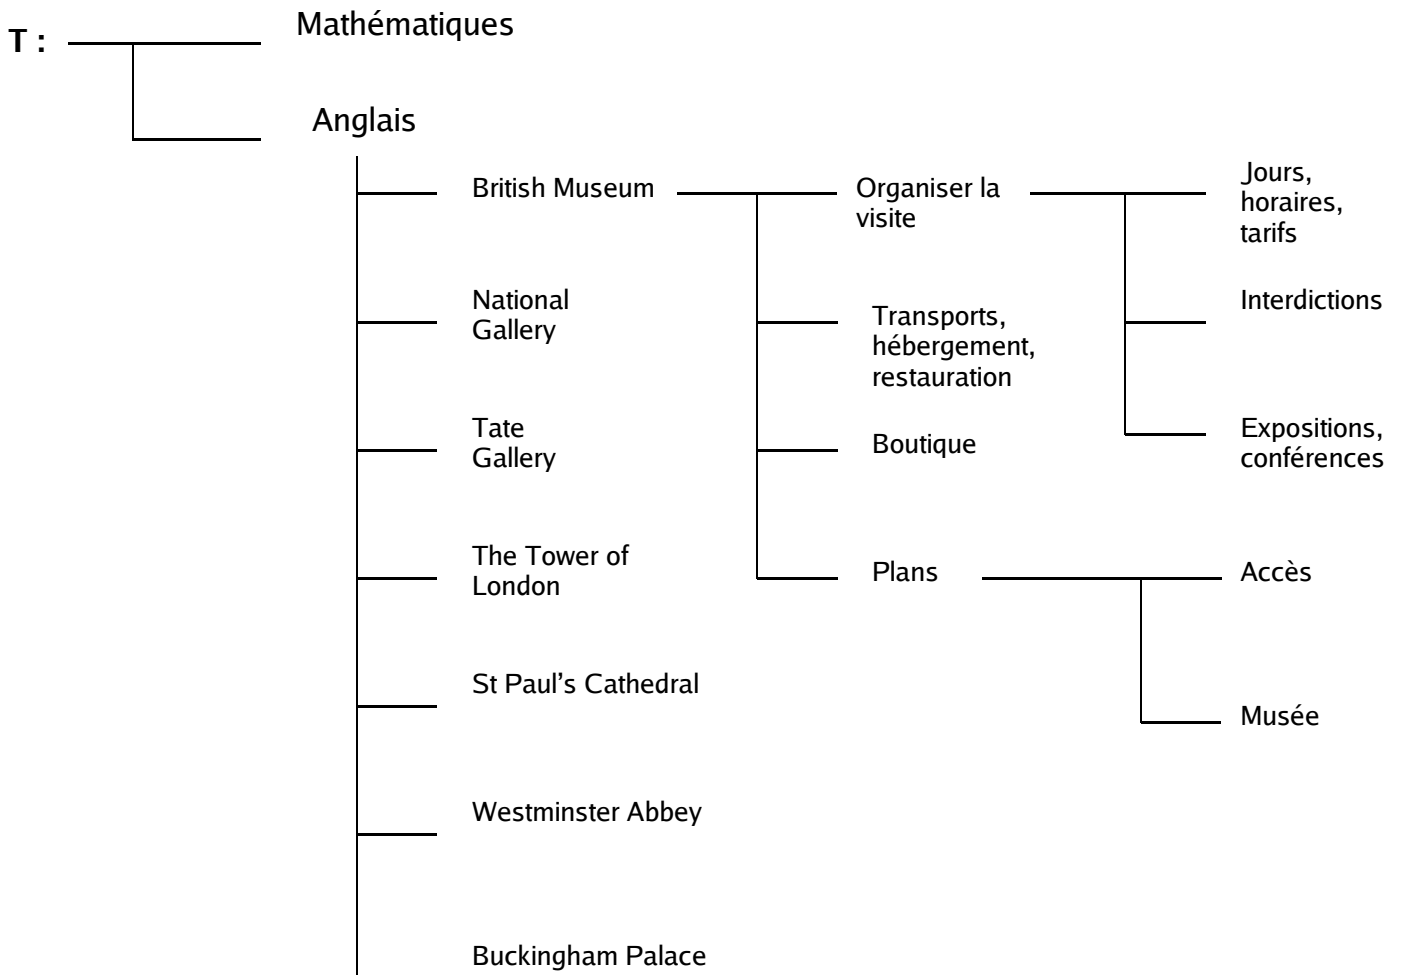 T :
Mathématiques
Anglais
British Museum
Organiser la
visite
Jours,
horaires,
tarifs
National
Gallery
Transports,
hébergement,
restauration
Interdictions
Tate
Gallery
Boutique
Expositions,
conférences
The Tower of
London
Plans
Accès
St Paul’s Cathedral
Musée
Westminster Abbey
Buckingham Palace